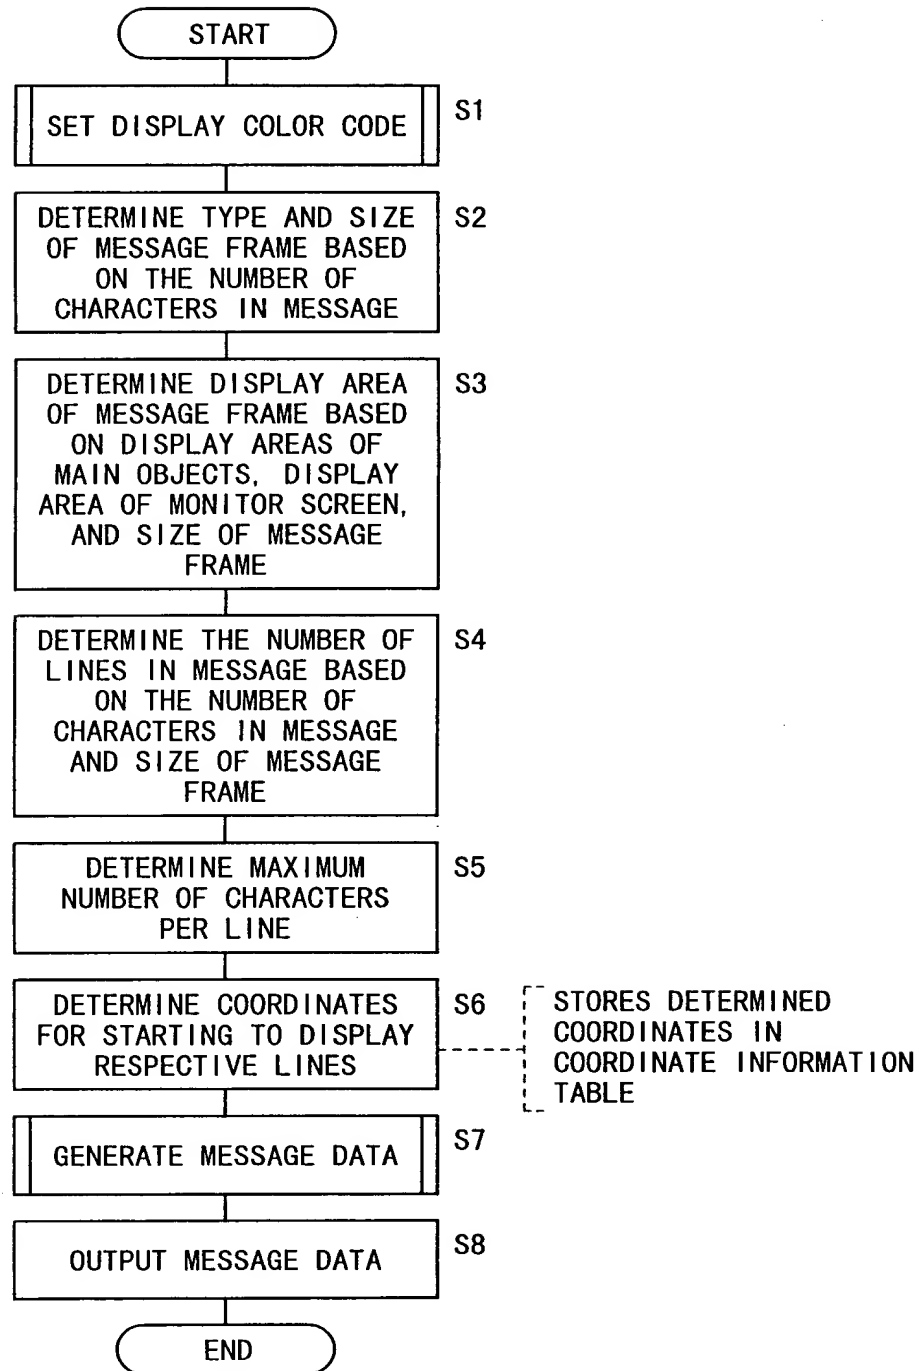 START
SET DISPLAY COLOR CODE
S1
DETERMINE TYPE AND SIZE
OF MESSAGE FRAME BASED
ON THE NUMBER OF
CHARACTERS IN MESSAGE
S2
DETERMINE DISPLAY AREA
OF MESSAGE FRAME BASED
ON DISPLAY AREAS OF
MAIN OBJECTS, DISPLAY
AREA OF MONITOR SCREEN,
AND SIZE OF MESSAGE
FRAME
S3
DETERMINE THE NUMBER OF
LINES IN MESSAGE BASED
ON THE NUMBER OF
CHARACTERS IN MESSAGE
AND SIZE OF MESSAGE
FRAME
S4
DETERMINE MAXIMUM
NUMBER OF CHARACTERS
PER LINE
S5
DETERMINE COORDINATES
FOR STARTING TO DISPLAY
RESPECTIVE LINES
S6
STORES DETERMINED
COORDINATES IN
COORDINATE INFORMATION
TABLE
GENERATE MESSAGE DATA
S7
OUTPUT MESSAGE DATA
S8
END